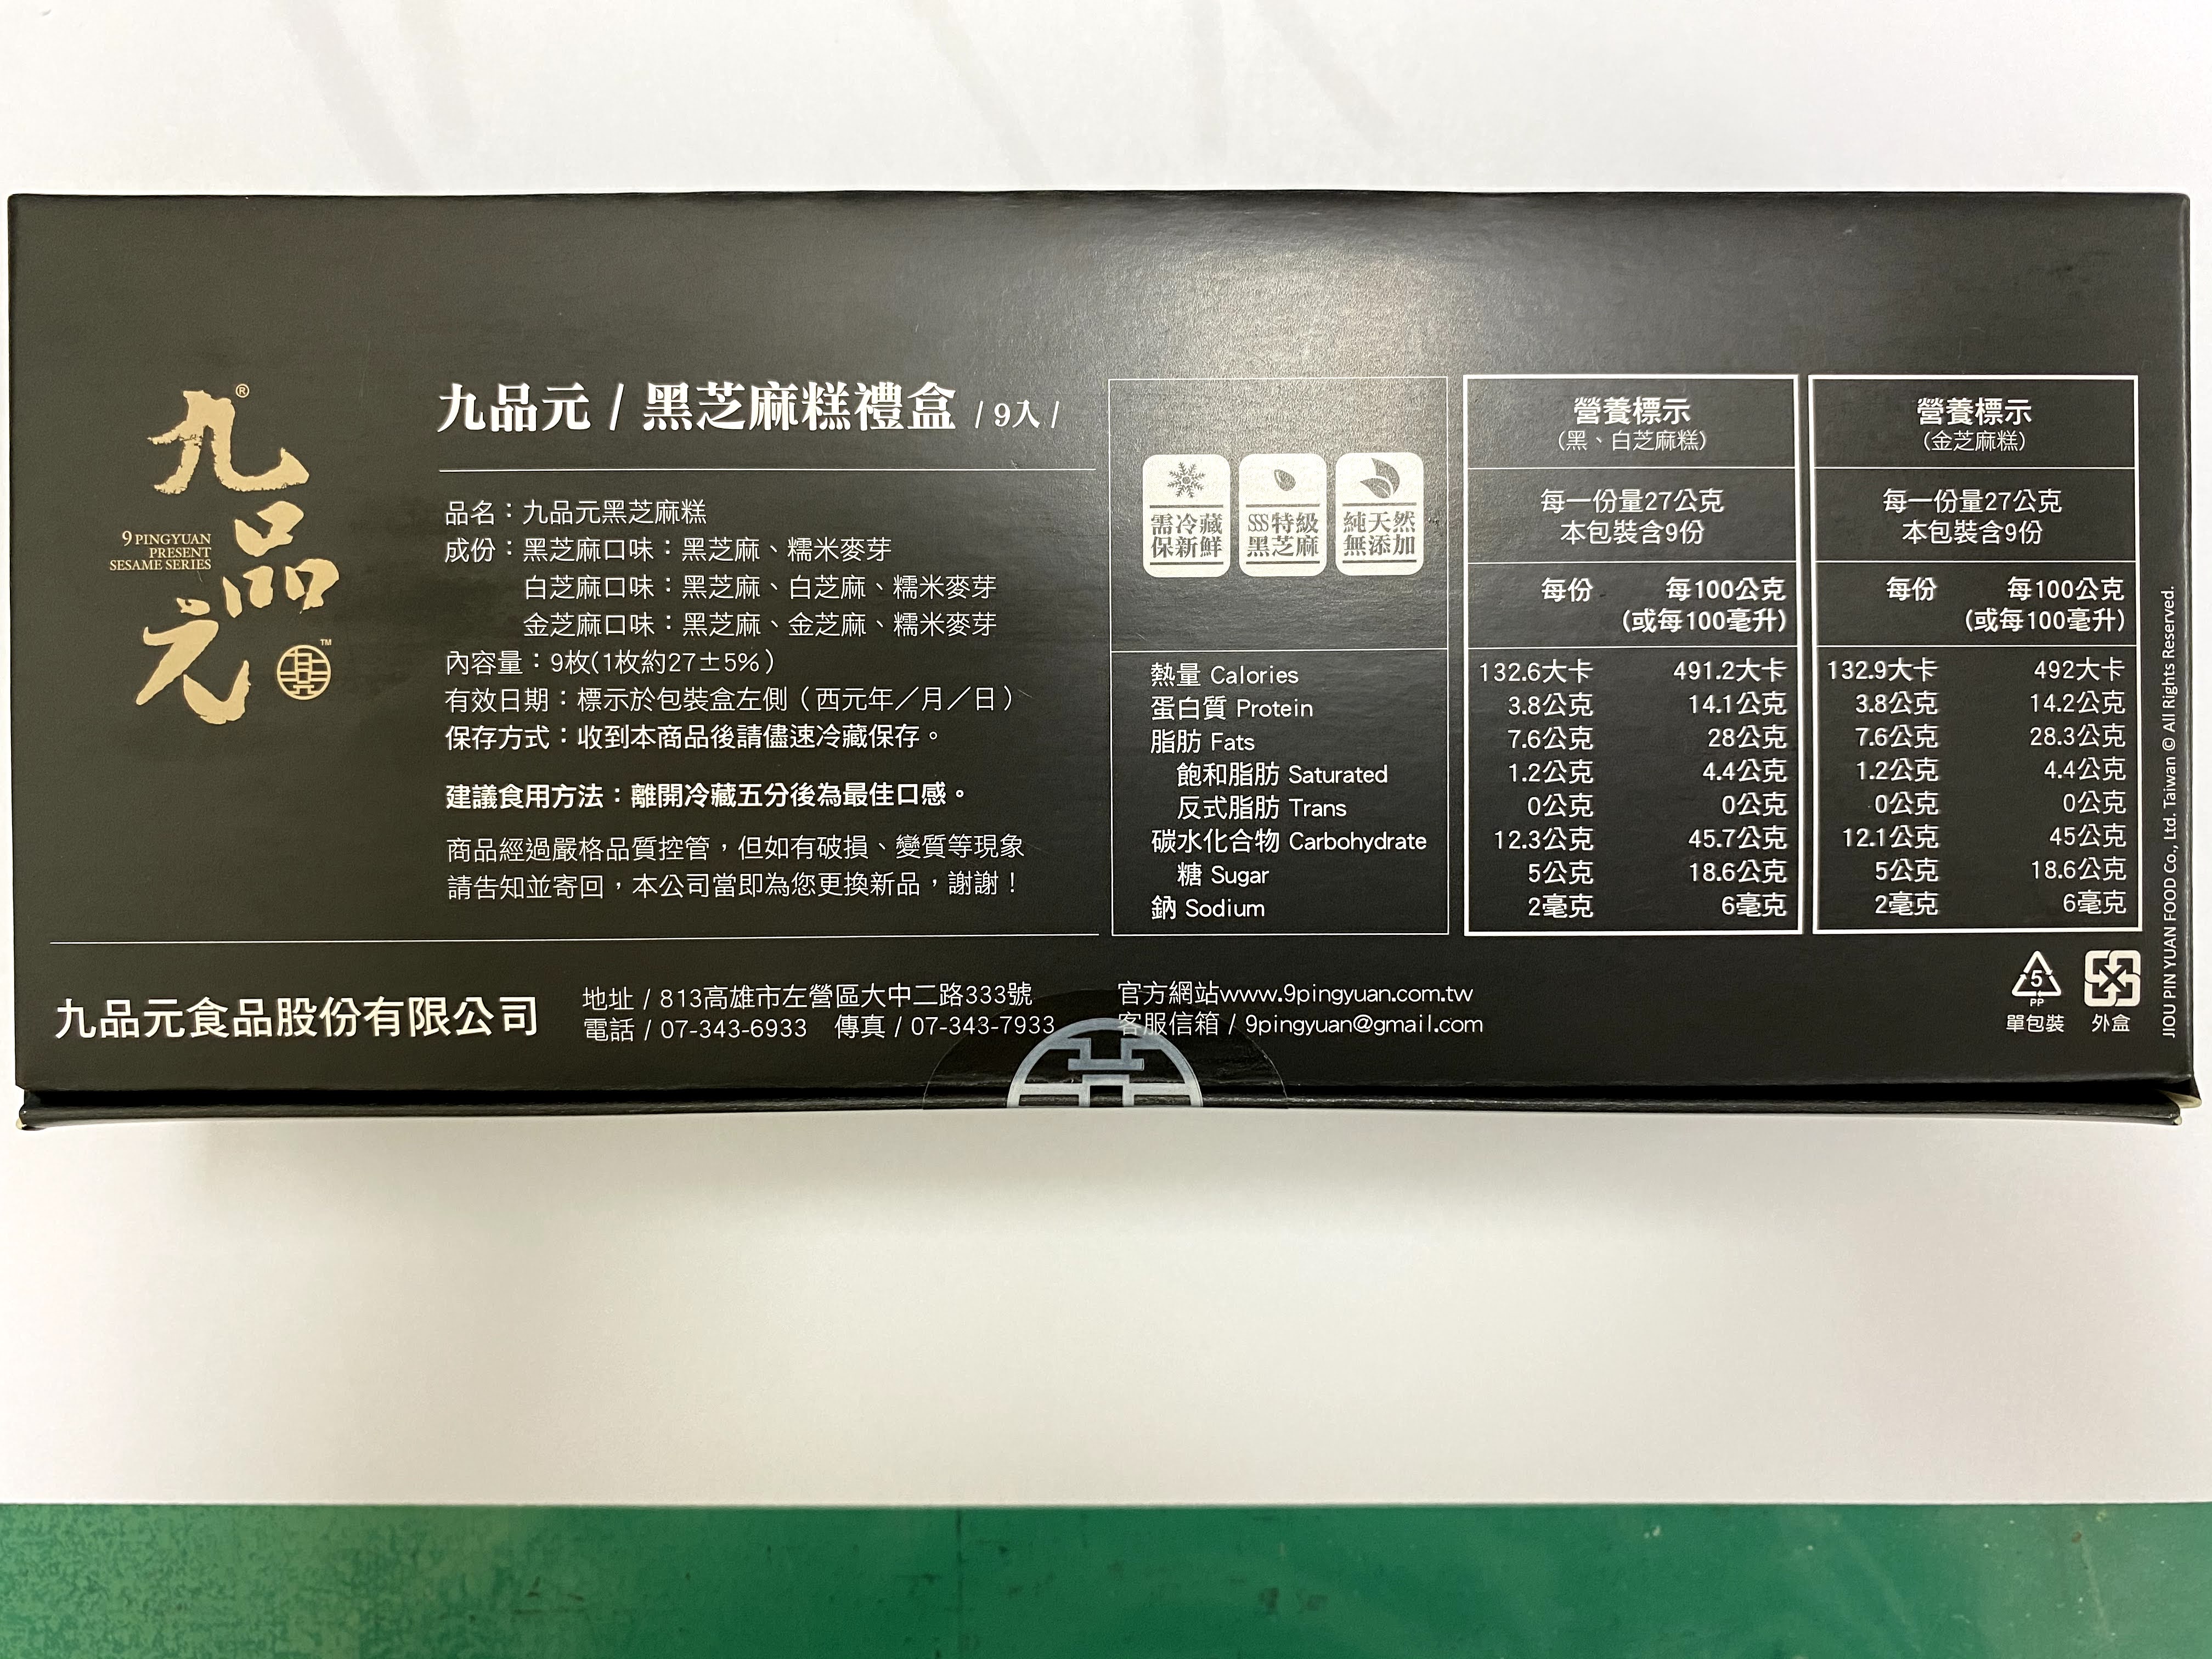 九品元®
9 PINGYUAN
PRESENT
SESAME SERIES
TM
九品元 / 黑芝麻糕禮盒 / 9入 /
品名：九品元黑芝麻糕
成份：黑芝麻口味：黑芝麻、糯米麥芽
白芝麻口味：黑芝麻、白芝麻、糯米麥芽
金芝麻口味：黑芝麻、金芝麻、糯米麥芽
內容量：9枚(1枚約27±5%)
有效日期：標示於包裝盒左側（西元年／月／日）
保存方式：收到本商品後請儘速冷藏保存。
建議食用方法：離開冷藏五分後為最佳口感。
商品經過嚴格品質控管，但如有破損、變質等現象
請告知並寄回，本公司當即為您更換新品，謝謝！
需冷藏
保新鮮
SSS特級
黑芝麻
純天然
無添加
熱量 Calories
蛋白質 Protein
脂肪 Fats
飽和脂肪 Saturated
反式脂肪 Trans
碳水化合物 Carbohydrate
糖 Sugar
鈉 Sodium
營養標示
(黑、白芝麻糕)
每一份量27公克
本包裝含9份
每份 每100公克
(或每100毫升)
132.6大卡 491.2大卡
3.8公克 14.1公克
7.6公克 28公克
1.2公克 4.4公克
0公克 0公克
12.3公克 45.7公克
5公克 18.6公克
2毫克 6毫克
營養標示
(金芝麻糕)
每一份量27公克
本包裝含9份
每份 每100公克
(或每100毫升)
132.9大卡 492大卡
3.8公克 14.2公克
7.6公克 28.3公克
1.2公克 4.4公克
0公克 0公克
12.1公克 45公克
5公克 18.6公克
2毫克 6毫克
JIOU PIN YUAN FOOD Co., Ltd. Taiwan © All Rights Reserved.
九品元食品股份有限公司
地址 / 813高雄市左營區大中二路333號
電話 / 07-343-6933 傳真 / 07-343-7933
官方網站www.9pingyuan.com.tw
客服信箱 / 9pingyuan@gmail.com
5
PP
單包裝
外盒